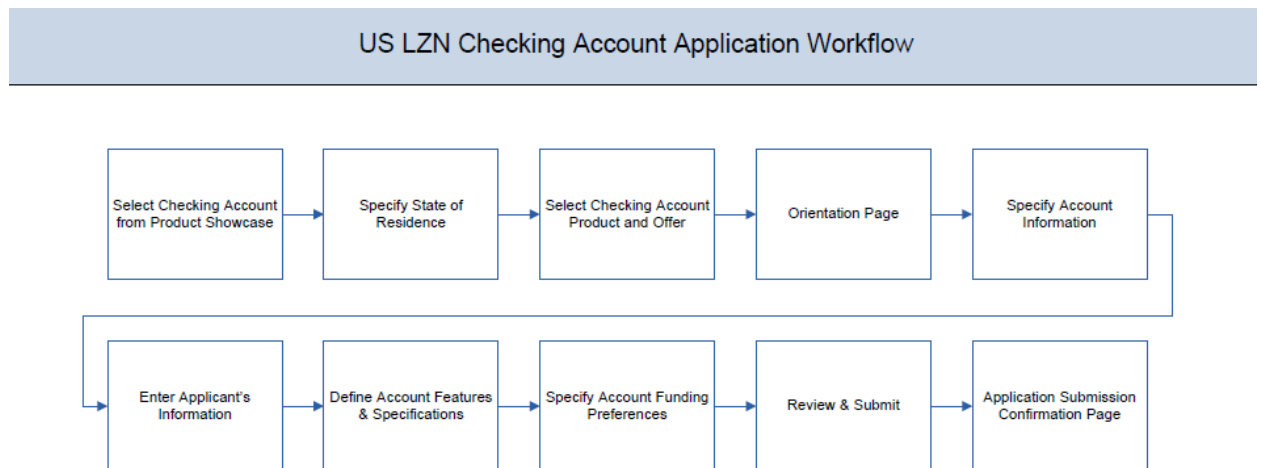 US LZN Checking Account Application Workflow
Select Checking Account
from Product Showcase
Specify State of
Residence
Select Checking Account
Product and Offer
Orientation Page
Specify Account
Information
Enter Applicant's
Information
Define Account Features
& Specifications
Specify Account Funding
Preferences
Review & Submit
Application Submission
Confirmation Page